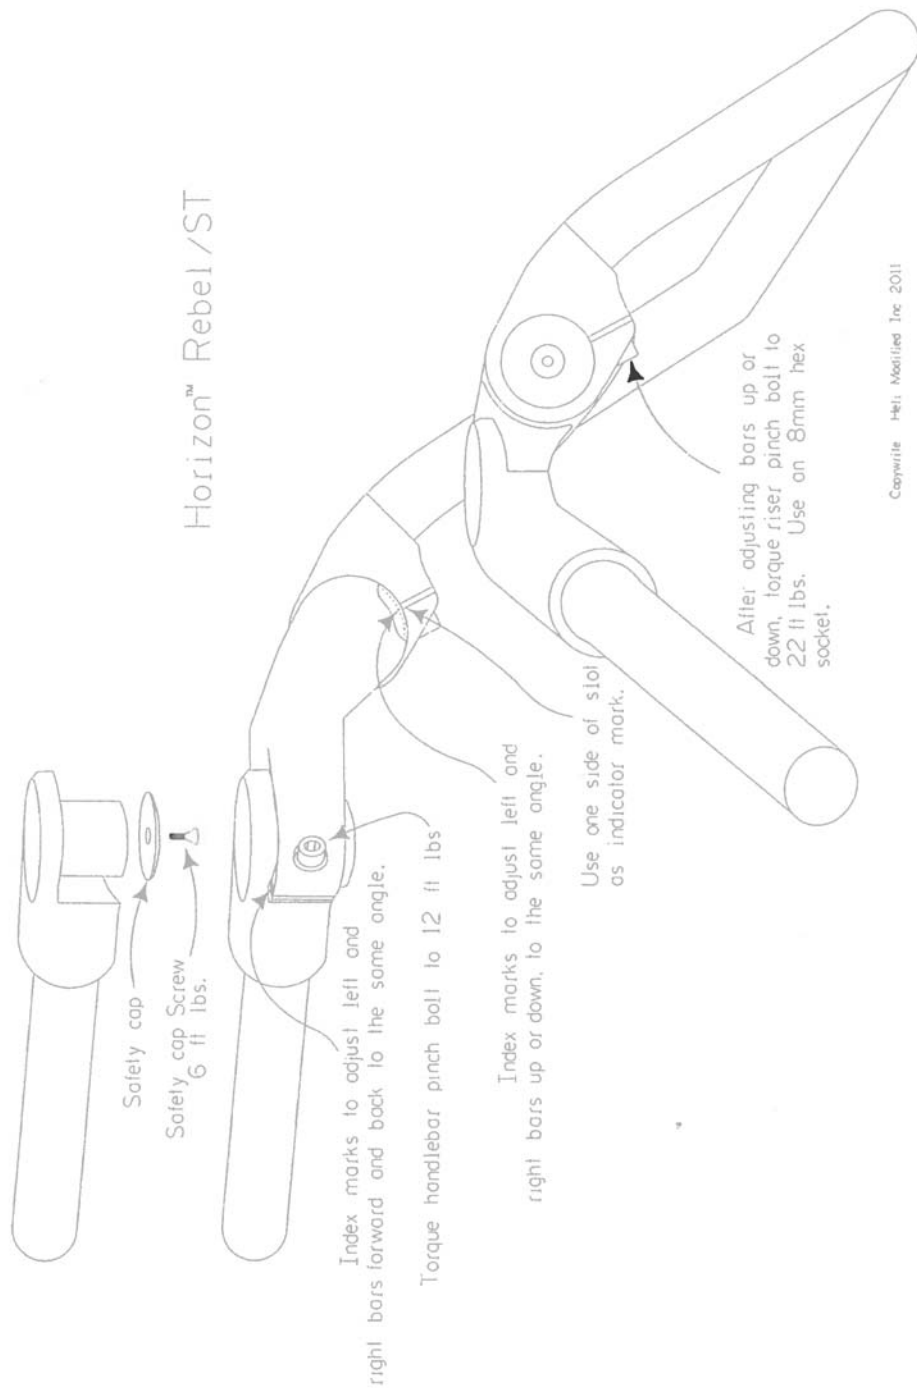 Horizon™ Rebel/ST
Safety cap
Safety cap Screw
6 ft lbs.
Index marks to adjust left and
right bars forward and back to the same angle.
Torque handlebar pinch bolt to 12 ft lbs
Index marks to adjust left and
right bars up or down, to the same angle.
Use one side of slot
as indicator mark.
After adjusting bars up or
down, torque riser pinch bolt to
22 ft lbs. Use an 8mm hex
socket.
Copywrite Heli Modified Inc 2011